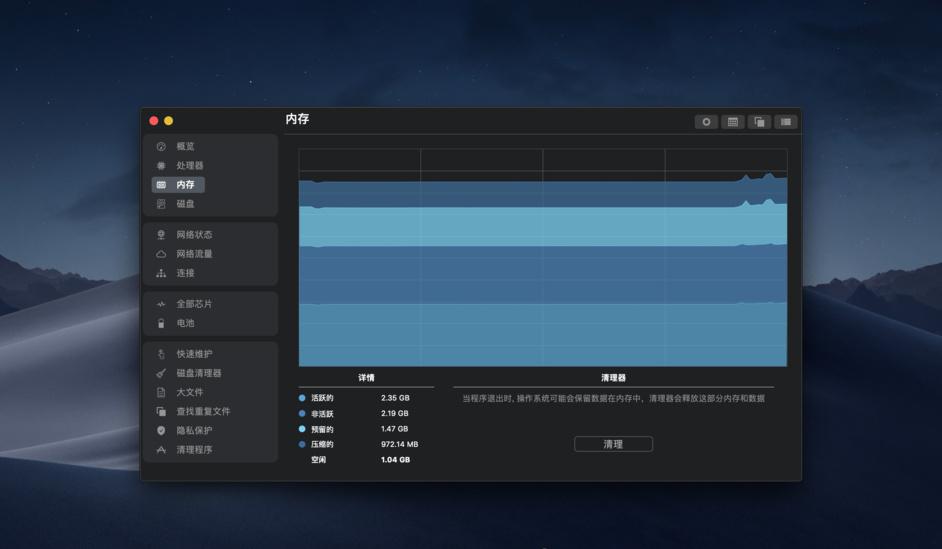 内存
概览
处理器
内存
磁盘
网络状态
网络流量
连接
全部芯片
电池
快速维护
磁盘清理器
大文件
查找重复文件
隐私保护
清理程序
详情
活跃的 2.35 GB
非活跃 2.19 GB
预留的 1.47 GB
压缩的 972.14 MB
空闲 1.04 GB
清理器
当程序退出时, 操作系统可能会保留数据在内存中, 清理器会释放这部分内存和数据
清理